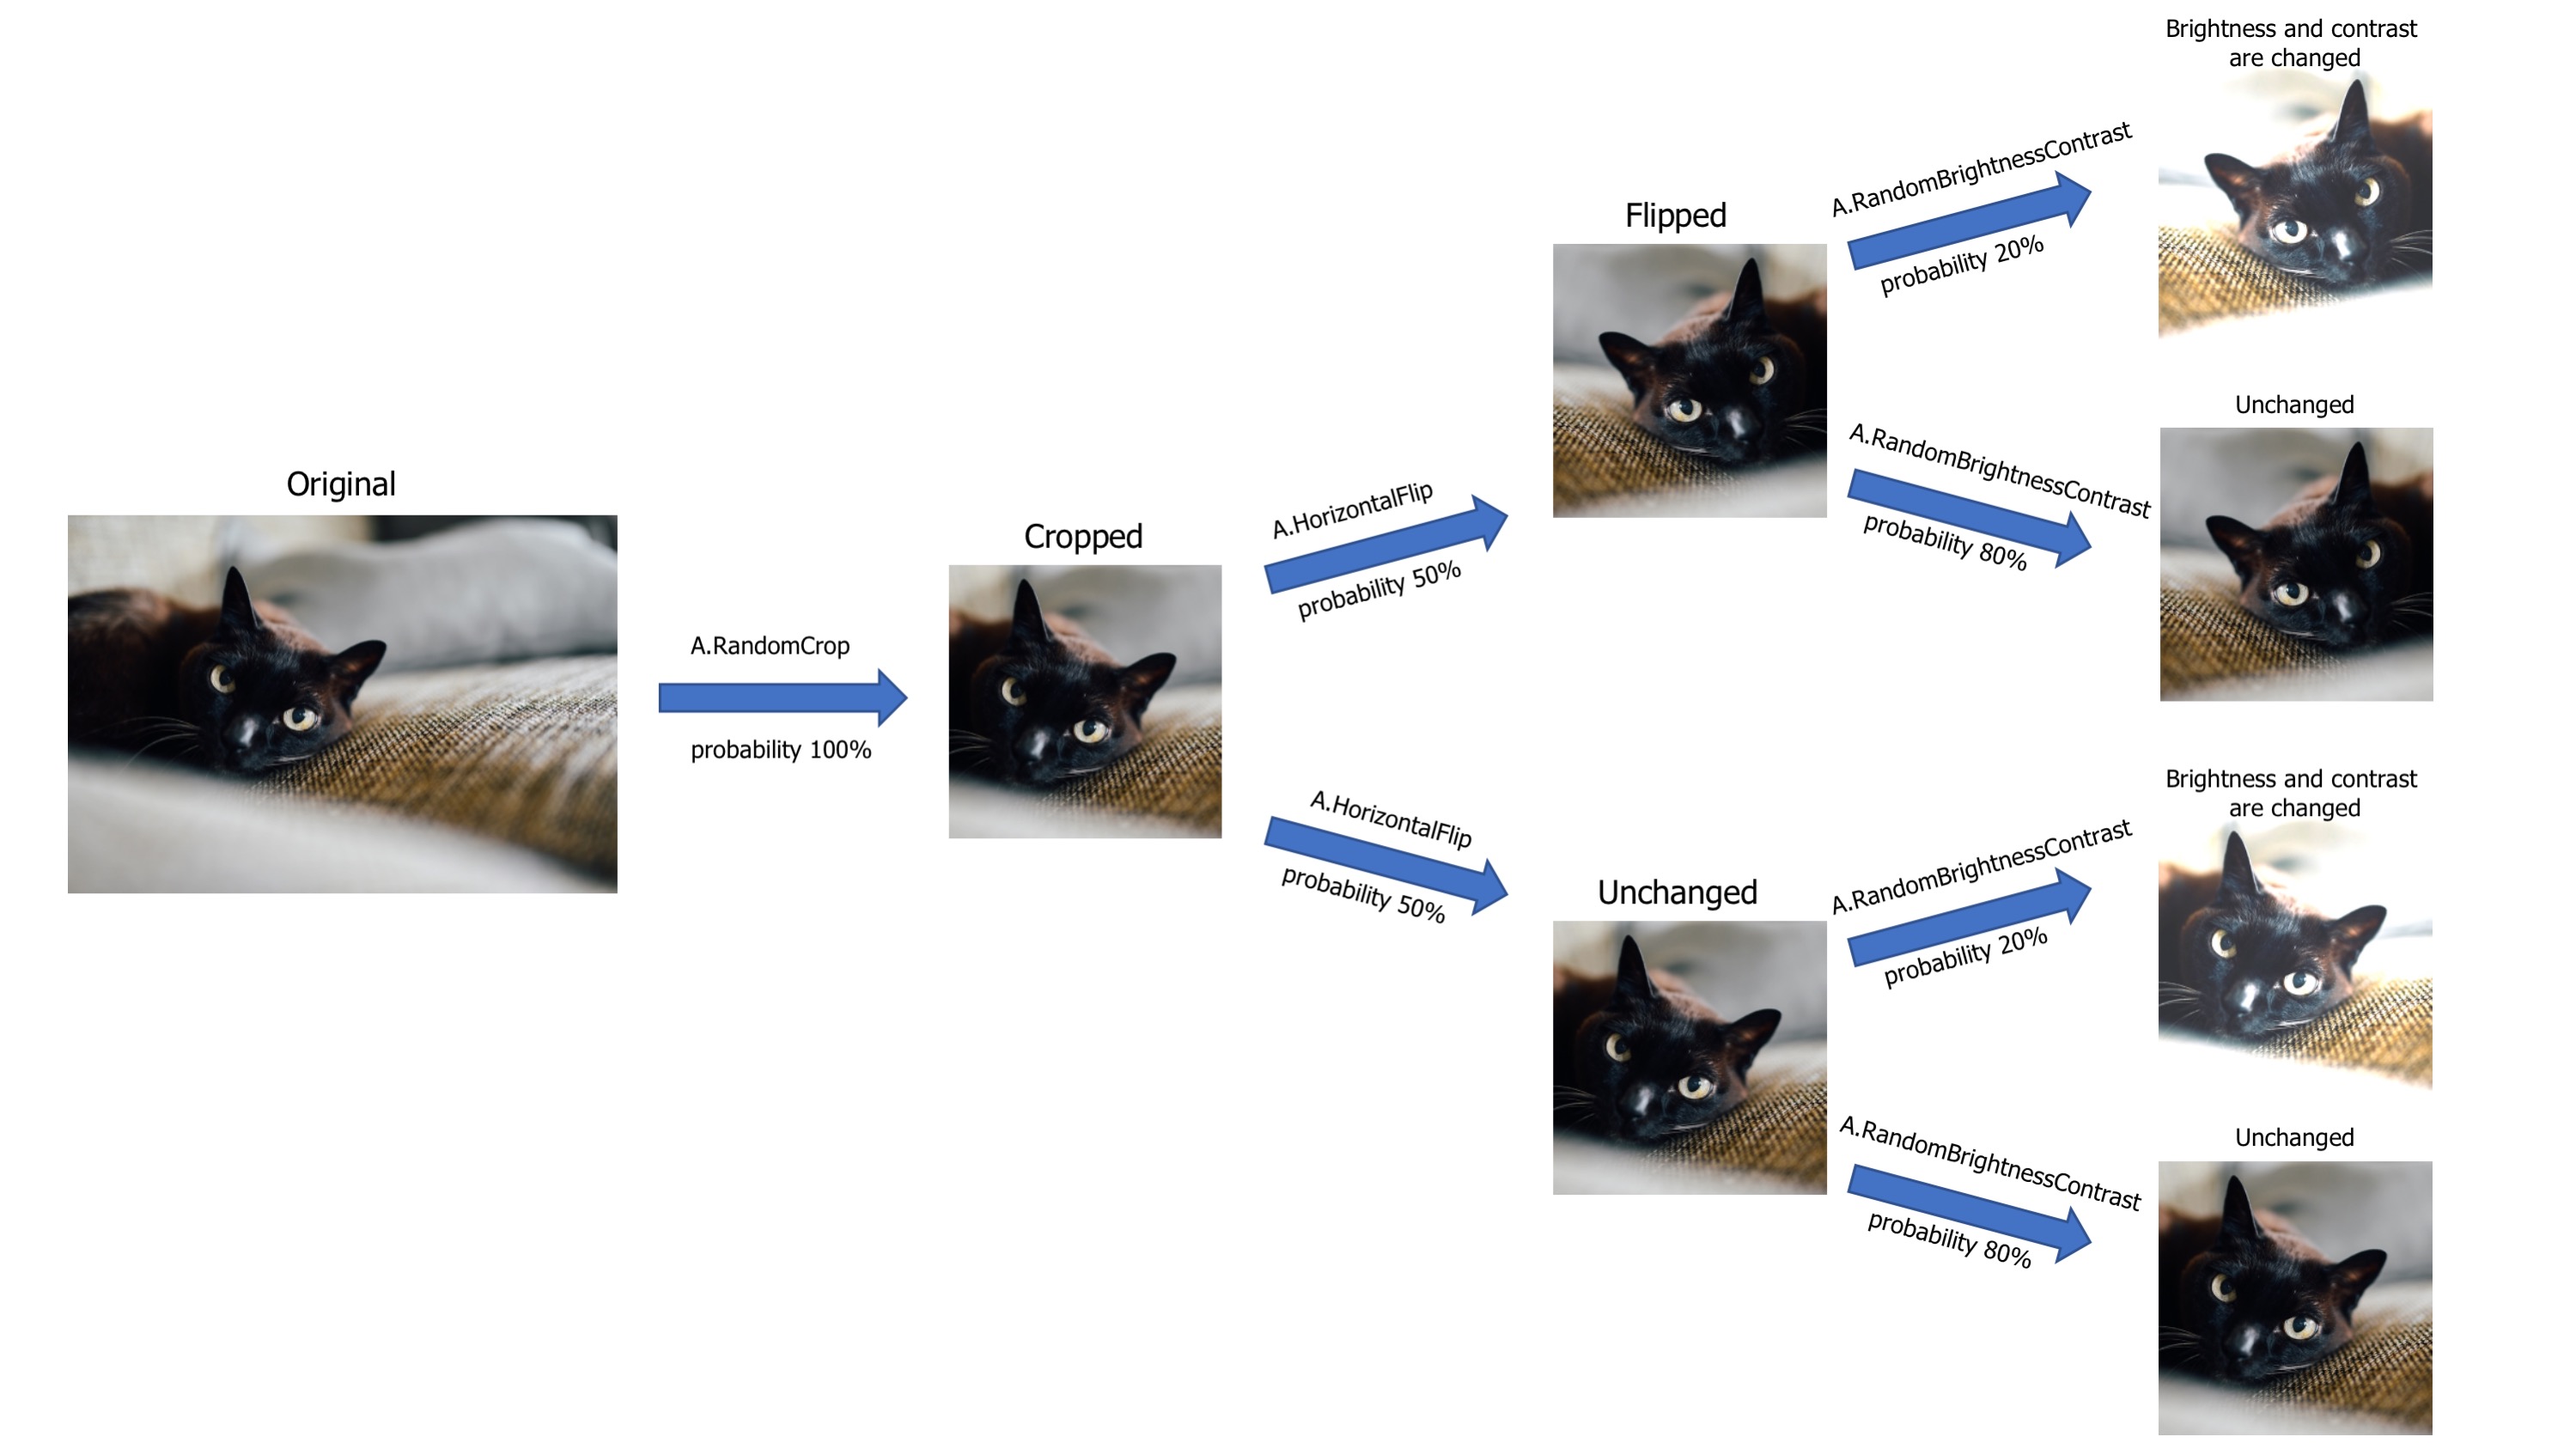 Original
A.RandomCrop
probability 100%
Cropped
A.HorizontalFlip
probability 50%
A.HorizontalFlip
probability 50%
Flipped
A.RandomBrightnessContrast
probability 20%
A.RandomBrightnessContrast
probability 80%
Unchanged
A.RandomBrightnessContrast
probability 20%
A.RandomBrightnessContrast
probability 80%
Brightness and contrast
are changed
Unchanged
Brightness and contrast
are changed
Unchanged